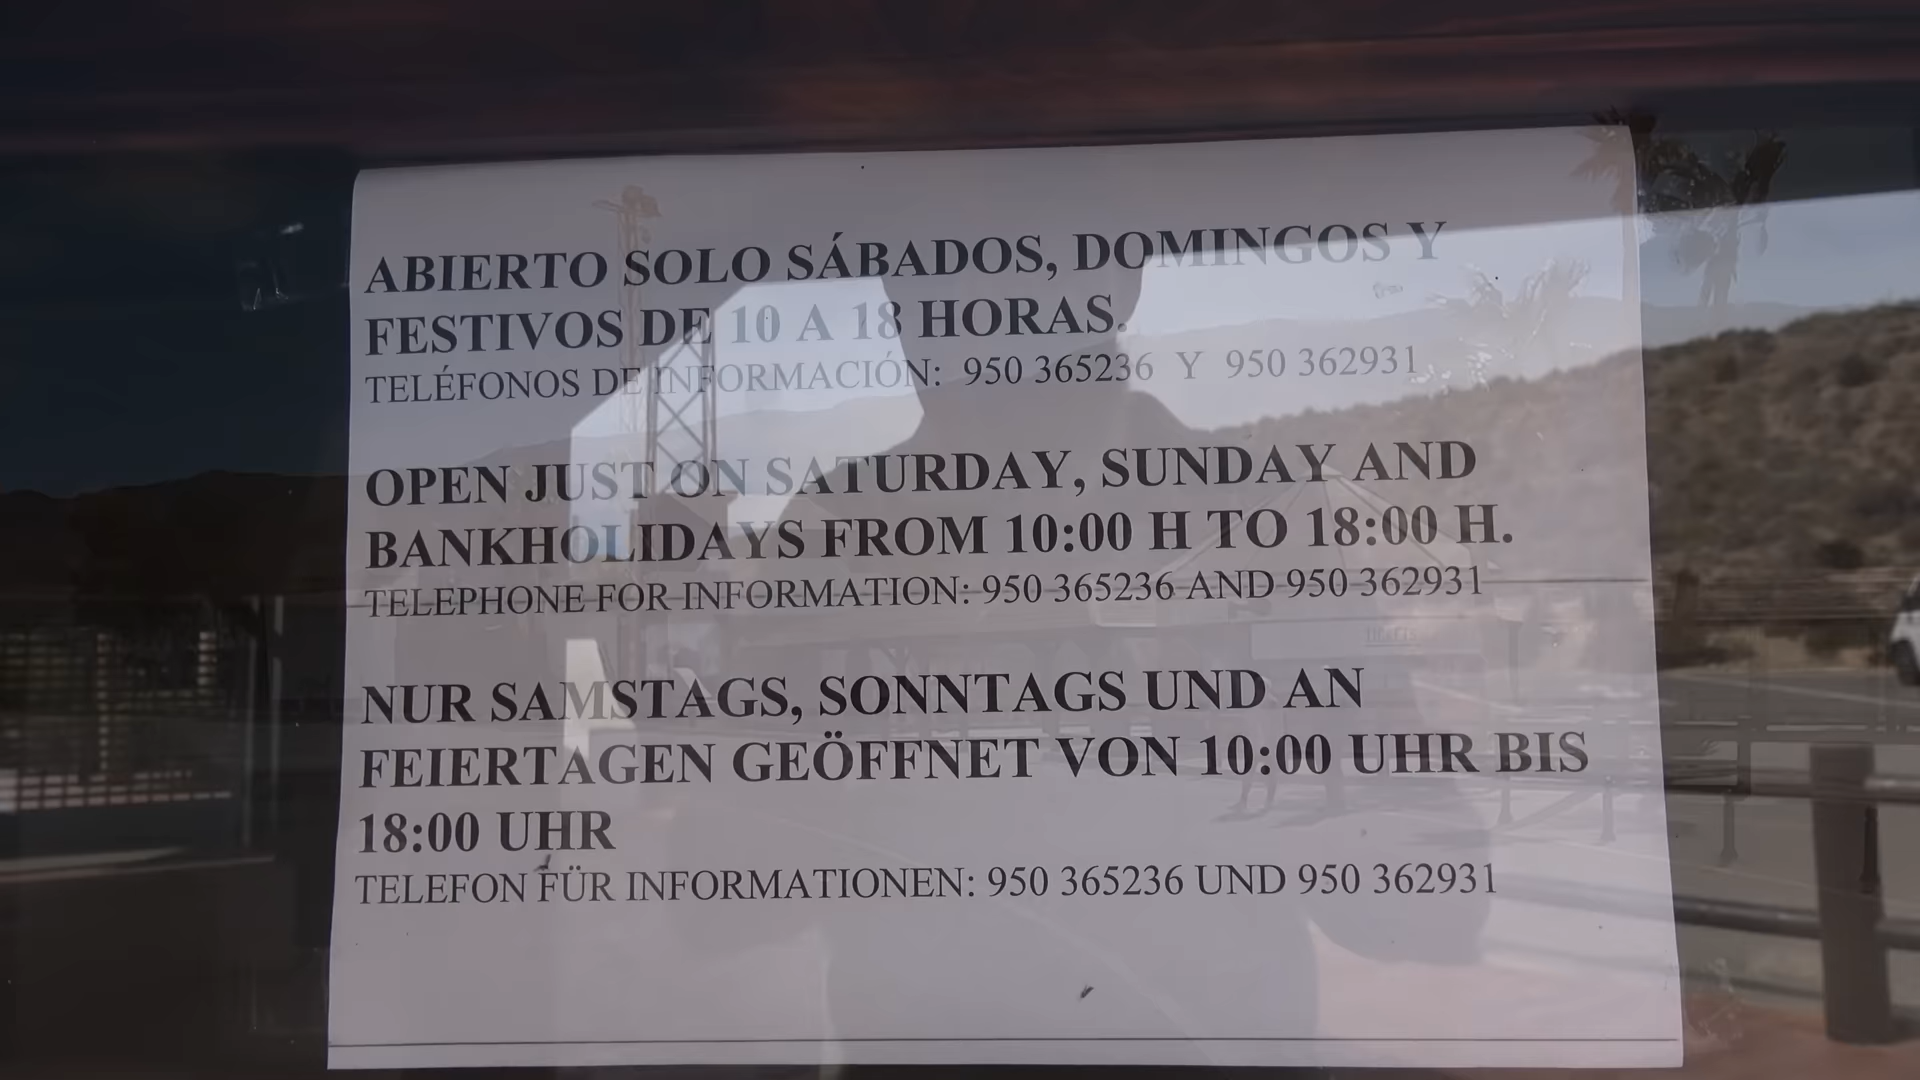 ABIERTO SOLO SÁBADOS, DOMINGOS Y
FESTIVOS DE 10 A 18 HORAS.
TELÉFONOS DE INFORMACIÓN: 950 365236 Y 950 362931
OPEN JUST ON SATURDAY, SUNDAY AND
BANKHOLIDAYS FROM 10:00 H TO 18:00 H.
TELEPHONE FOR INFORMATION: 950 365236 AND 950 362931
NUR SAMSTAGS, SONNTAGS UND AN
FEIERTAGEN GEÖFFNET VON 10:00 UHR BIS
18:00 UHR
TELEFON FÜR INFORMATIONEN: 950 365236 UND 950 362931